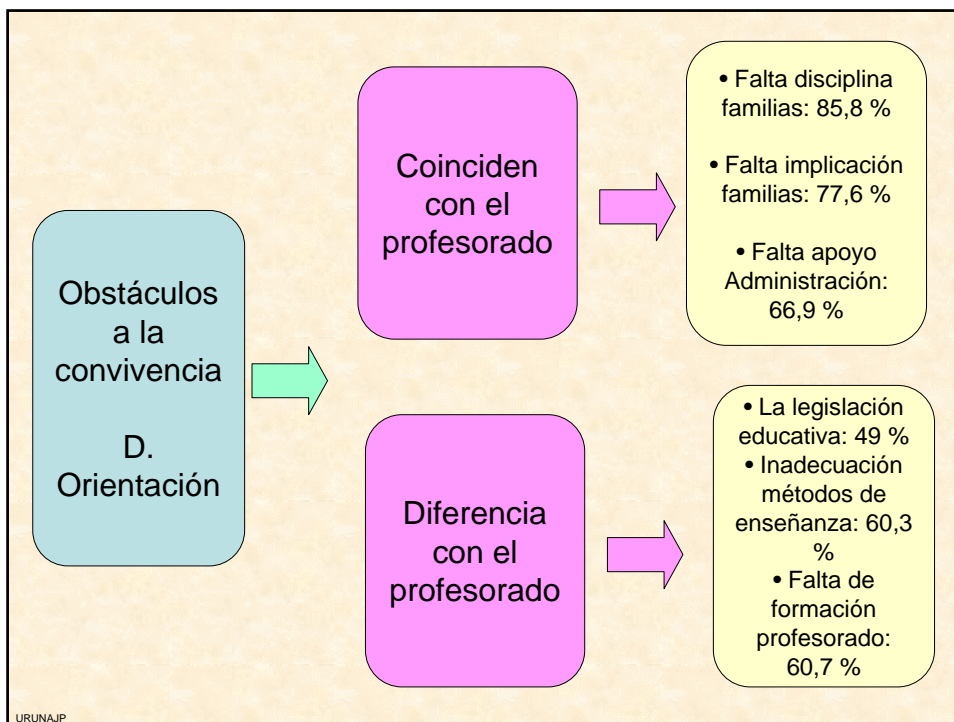 Obstáculos
a la
convivencia
D.
Orientación
Coinciden
con el
profesorado
• Falta disciplina
familias: 85,8 %
• Falta implicación
familias: 77,6 %
• Falta apoyo
Administración:
66,9 %
Diferencia
con el
profesorado
• La legislación
educativa: 49 %
• Inadecuación
métodos de
enseñanza: 60,3
%
• Falta de
formación
profesorado:
60,7 %
URUNAJP